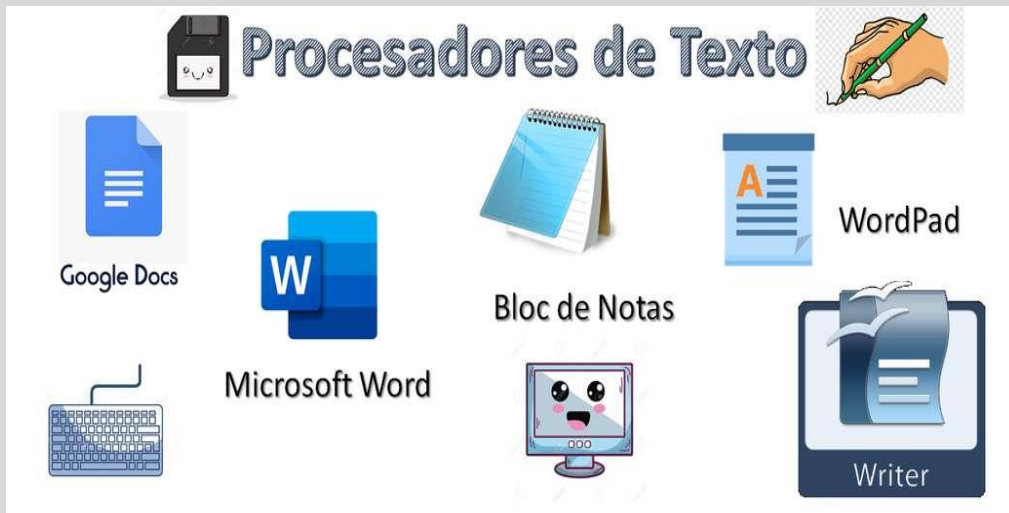 Procesadores de Texto
Google Docs
W
Microsoft Word
Bloc de Notas
A
WordPad
Writer